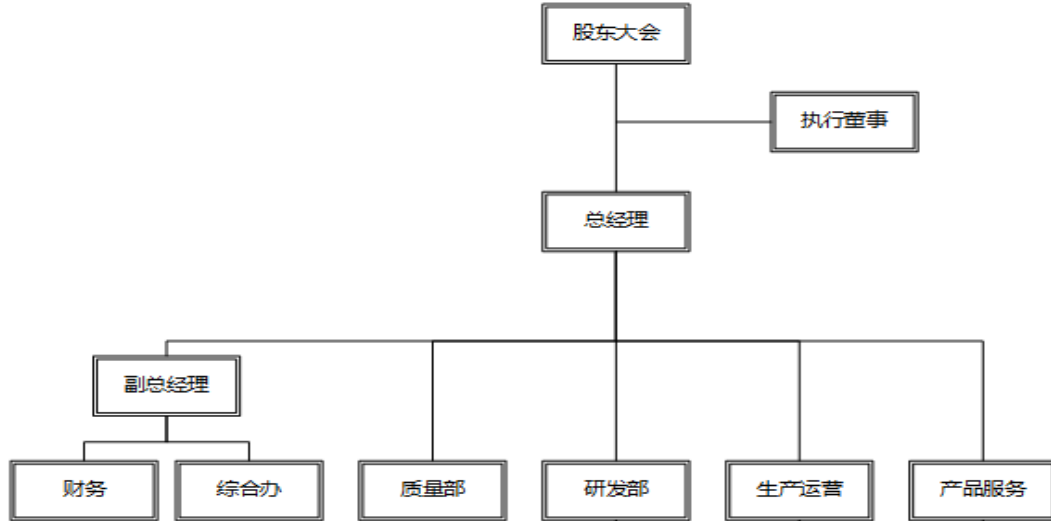 股东大会
执行董事
总经理
副总经理
财务
综合办
质量部
研发部
生产运营
产品服务